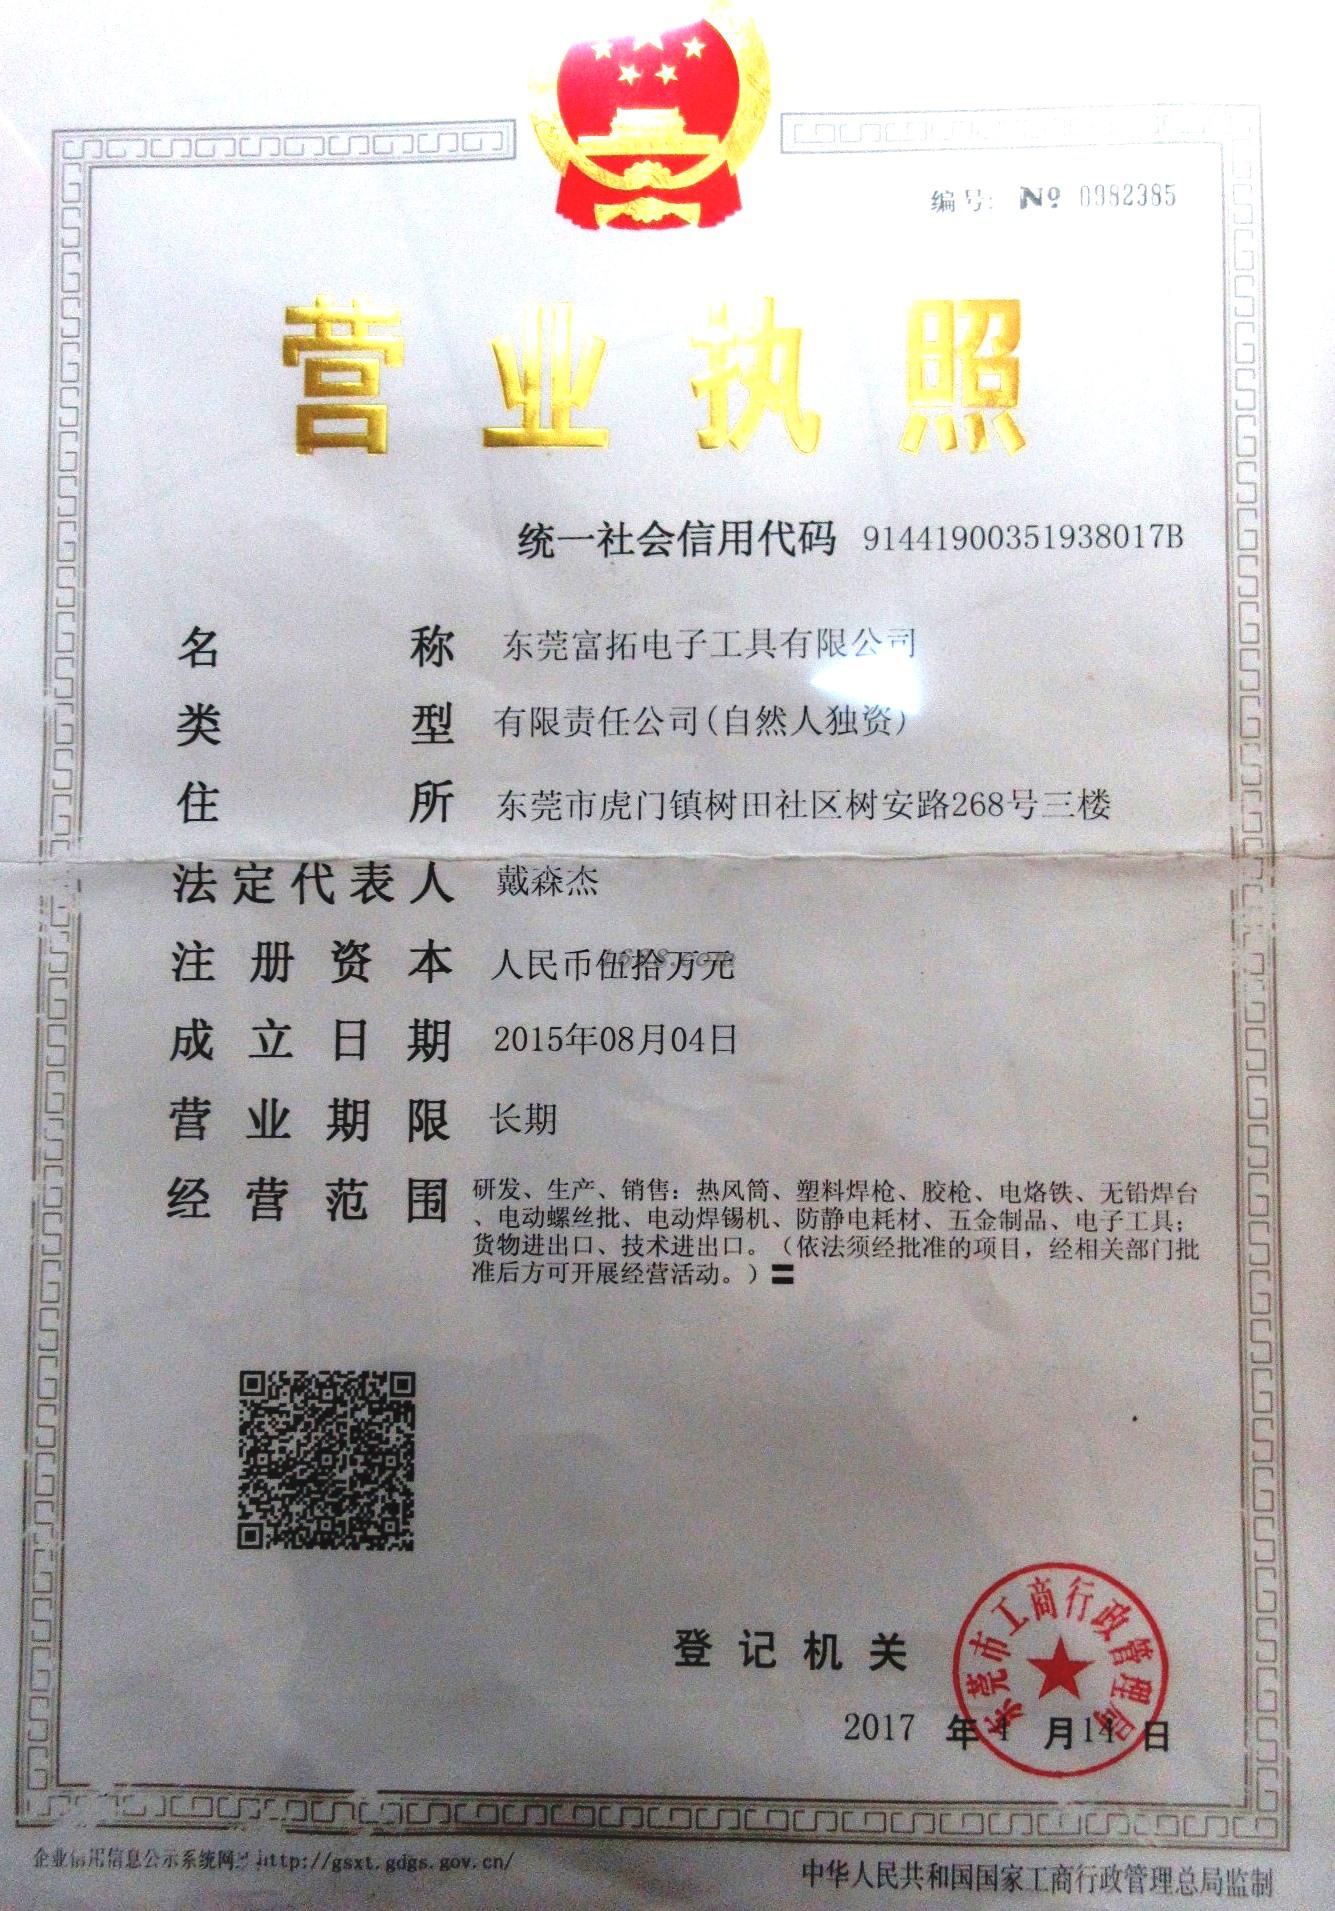 编号: № 0982385
营业执照
统一社会信用代码 91441900351938017B
名称 东莞富拓电子工具有限公司
类型 有限责任公司(自然人独资)
住所 东莞市虎门镇树田社区树安路268号三楼
法定代表人 戴森杰
注册资本 人民币伍拾万元
成立日期 2015年08月04日
营业期限 长期
经营范围 研发、生产、销售：热风筒、塑料焊枪、胶枪、电烙铁、无铅焊台
、电动螺丝批、电动焊锡机、防静电耗材、五金制品、电子工具；
货物进出口、技术进出口。（依法须经批准的项目，经相关部门批
准后方可开展经营活动。）〓
登记机关
东莞市工商行政管理局
2017 年 4 月 14 日
企业信用信息公示系统网 http://gsxt.gdgs.gov.cn/
中华人民共和国国家工商行政管理总局监制